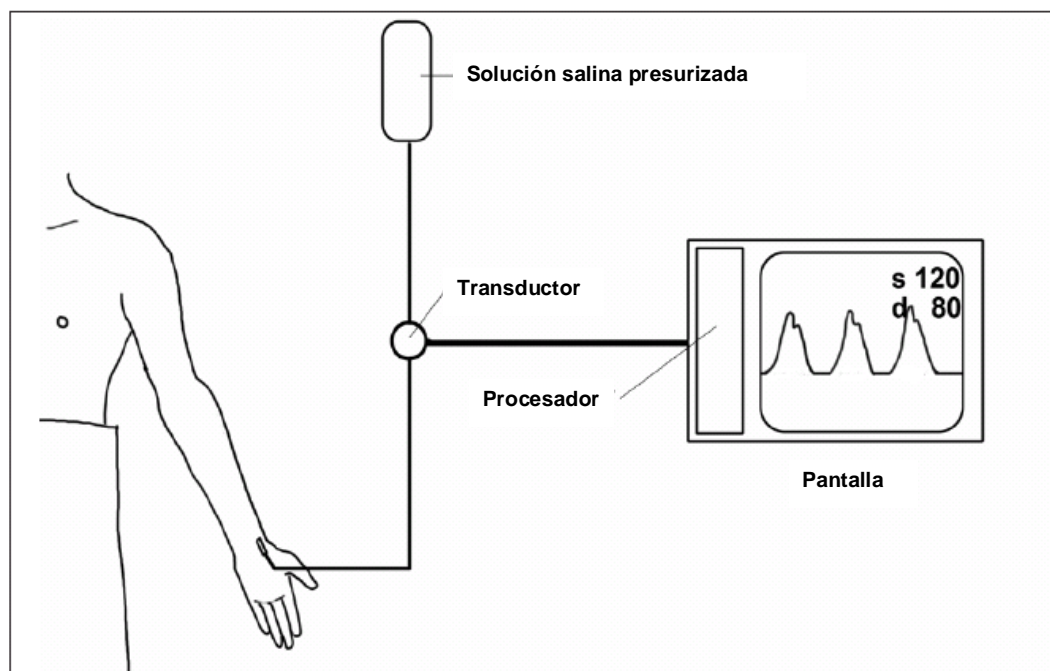 Solución salina presurizada
Transductor
s 120
d 80
Procesador
Pantalla